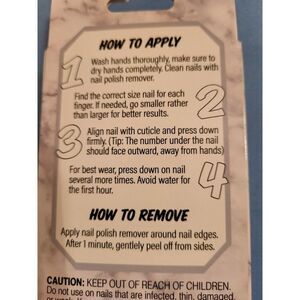 HOW TO APPLY
1
Wash hands thoroughly, make sure to
dry hands completely. Clean nails with
nail polish remover.
Find the correct size nail for each
finger. If needed, go smaller rather
than larger for better results.
2
3
Align nail with cuticle and press down
firmly. (Tip: The number under the nail
should face outward, away from hands)
For best wear, press down on nail
several more times. Avoid water for
the first hour.
4
HOW TO REMOVE
Apply nail polish remover around nail edges.
After 1 minute, gently peel off from sides.
CAUTION: KEEP OUT OF REACH OF CHILDREN.
Do not use on nails that are infected, thin, damaged,